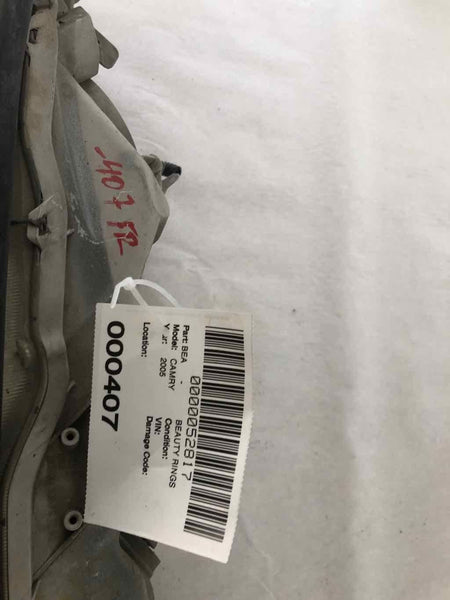 -407 FR
0000052817
Part: BEA BEAUTY RINGS
Model: CAMRY Condition:
Year: 2005 VIN:
Location: Damage Code:
000407